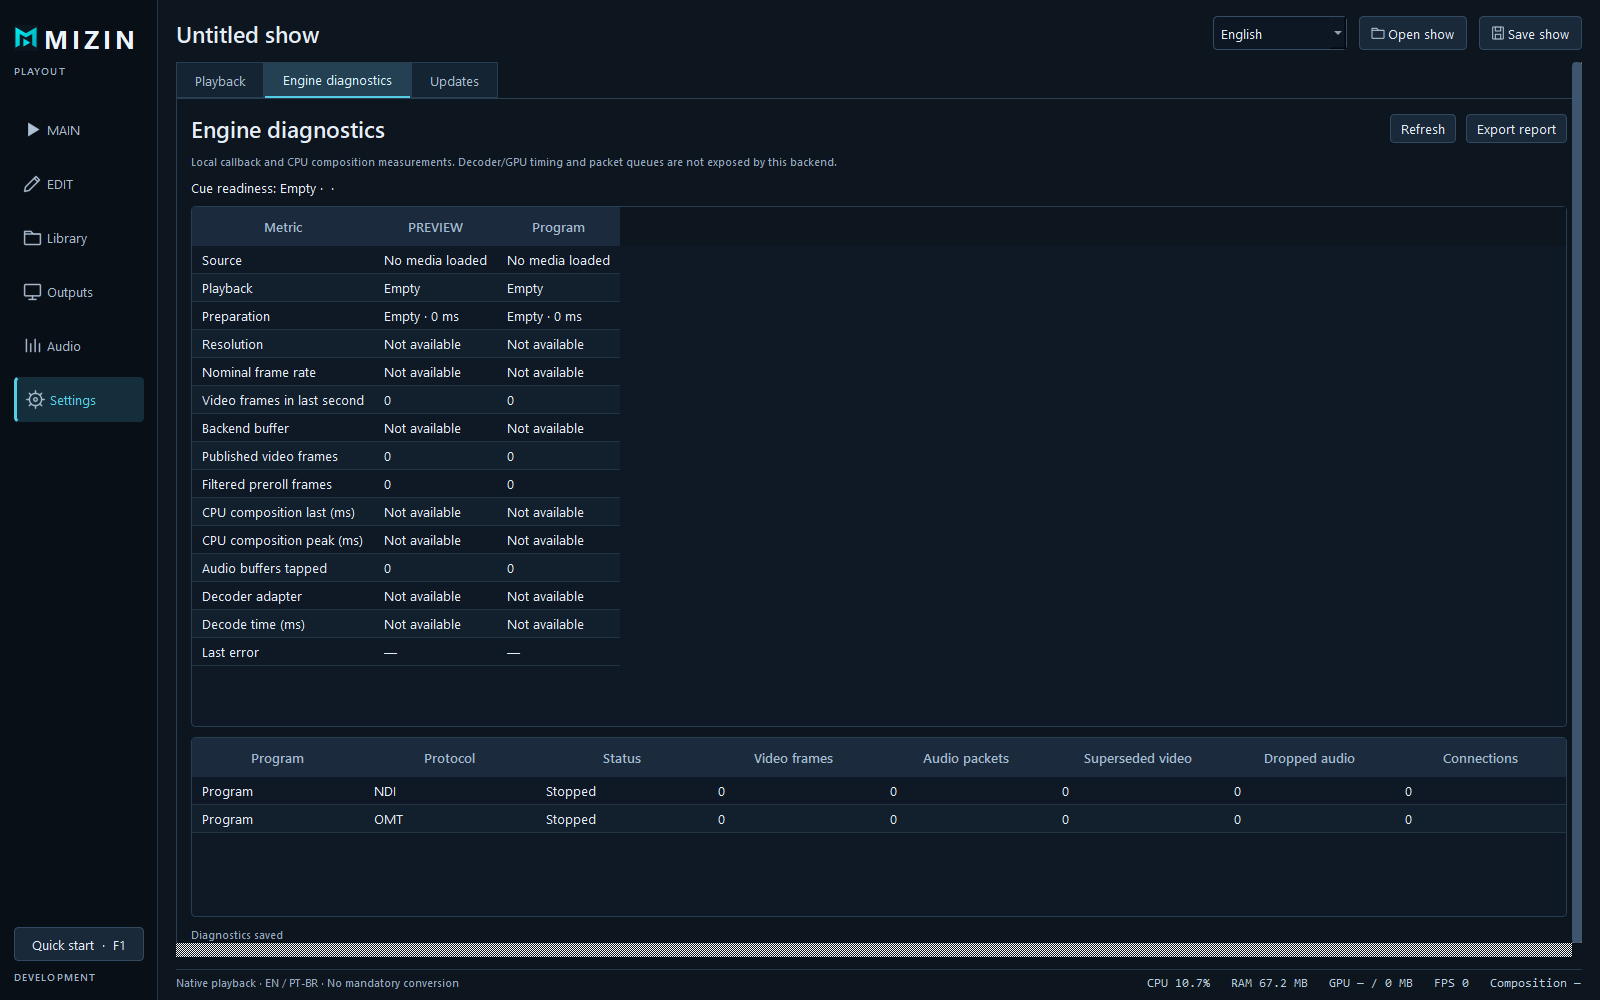 MIZIN
PLAYOUT
MAIN
EDIT
Library
Outputs
Audio
Settings
Quick start · F1
DEVELOPMENT
Untitled show
English
Open show
Save show
Playback
Engine diagnostics
Updates
Engine diagnostics
Refresh
Export report
Local callback and CPU composition measurements. Decoder/GPU timing and packet queues are not exposed by this backend.
Cue readiness: Empty · ·
Metric PREVIEW Program
Source No media loaded No media loaded
Playback Empty Empty
Preparation Empty · 0 ms Empty · 0 ms
Resolution Not available Not available
Nominal frame rate Not available Not available
Video frames in last second 0 0
Backend buffer Not available Not available
Published video frames 0 0
Filtered preroll frames 0 0
CPU composition last (ms) Not available Not available
CPU composition peak (ms) Not available Not available
Audio buffers tapped 0 0
Decoder adapter Not available Not available
Decode time (ms) Not available Not available
Last error — —
Program Protocol Status Video frames Audio packets Superseded video Dropped audio Connections
Program NDI Stopped 0 0 0 0 0
Program OMT Stopped 0 0 0 0 0
Diagnostics saved
Native playback · EN / PT-BR · No mandatory conversion
CPU 10.7% RAM 67.2 MB GPU — / 0 MB FPS 0 Composition —